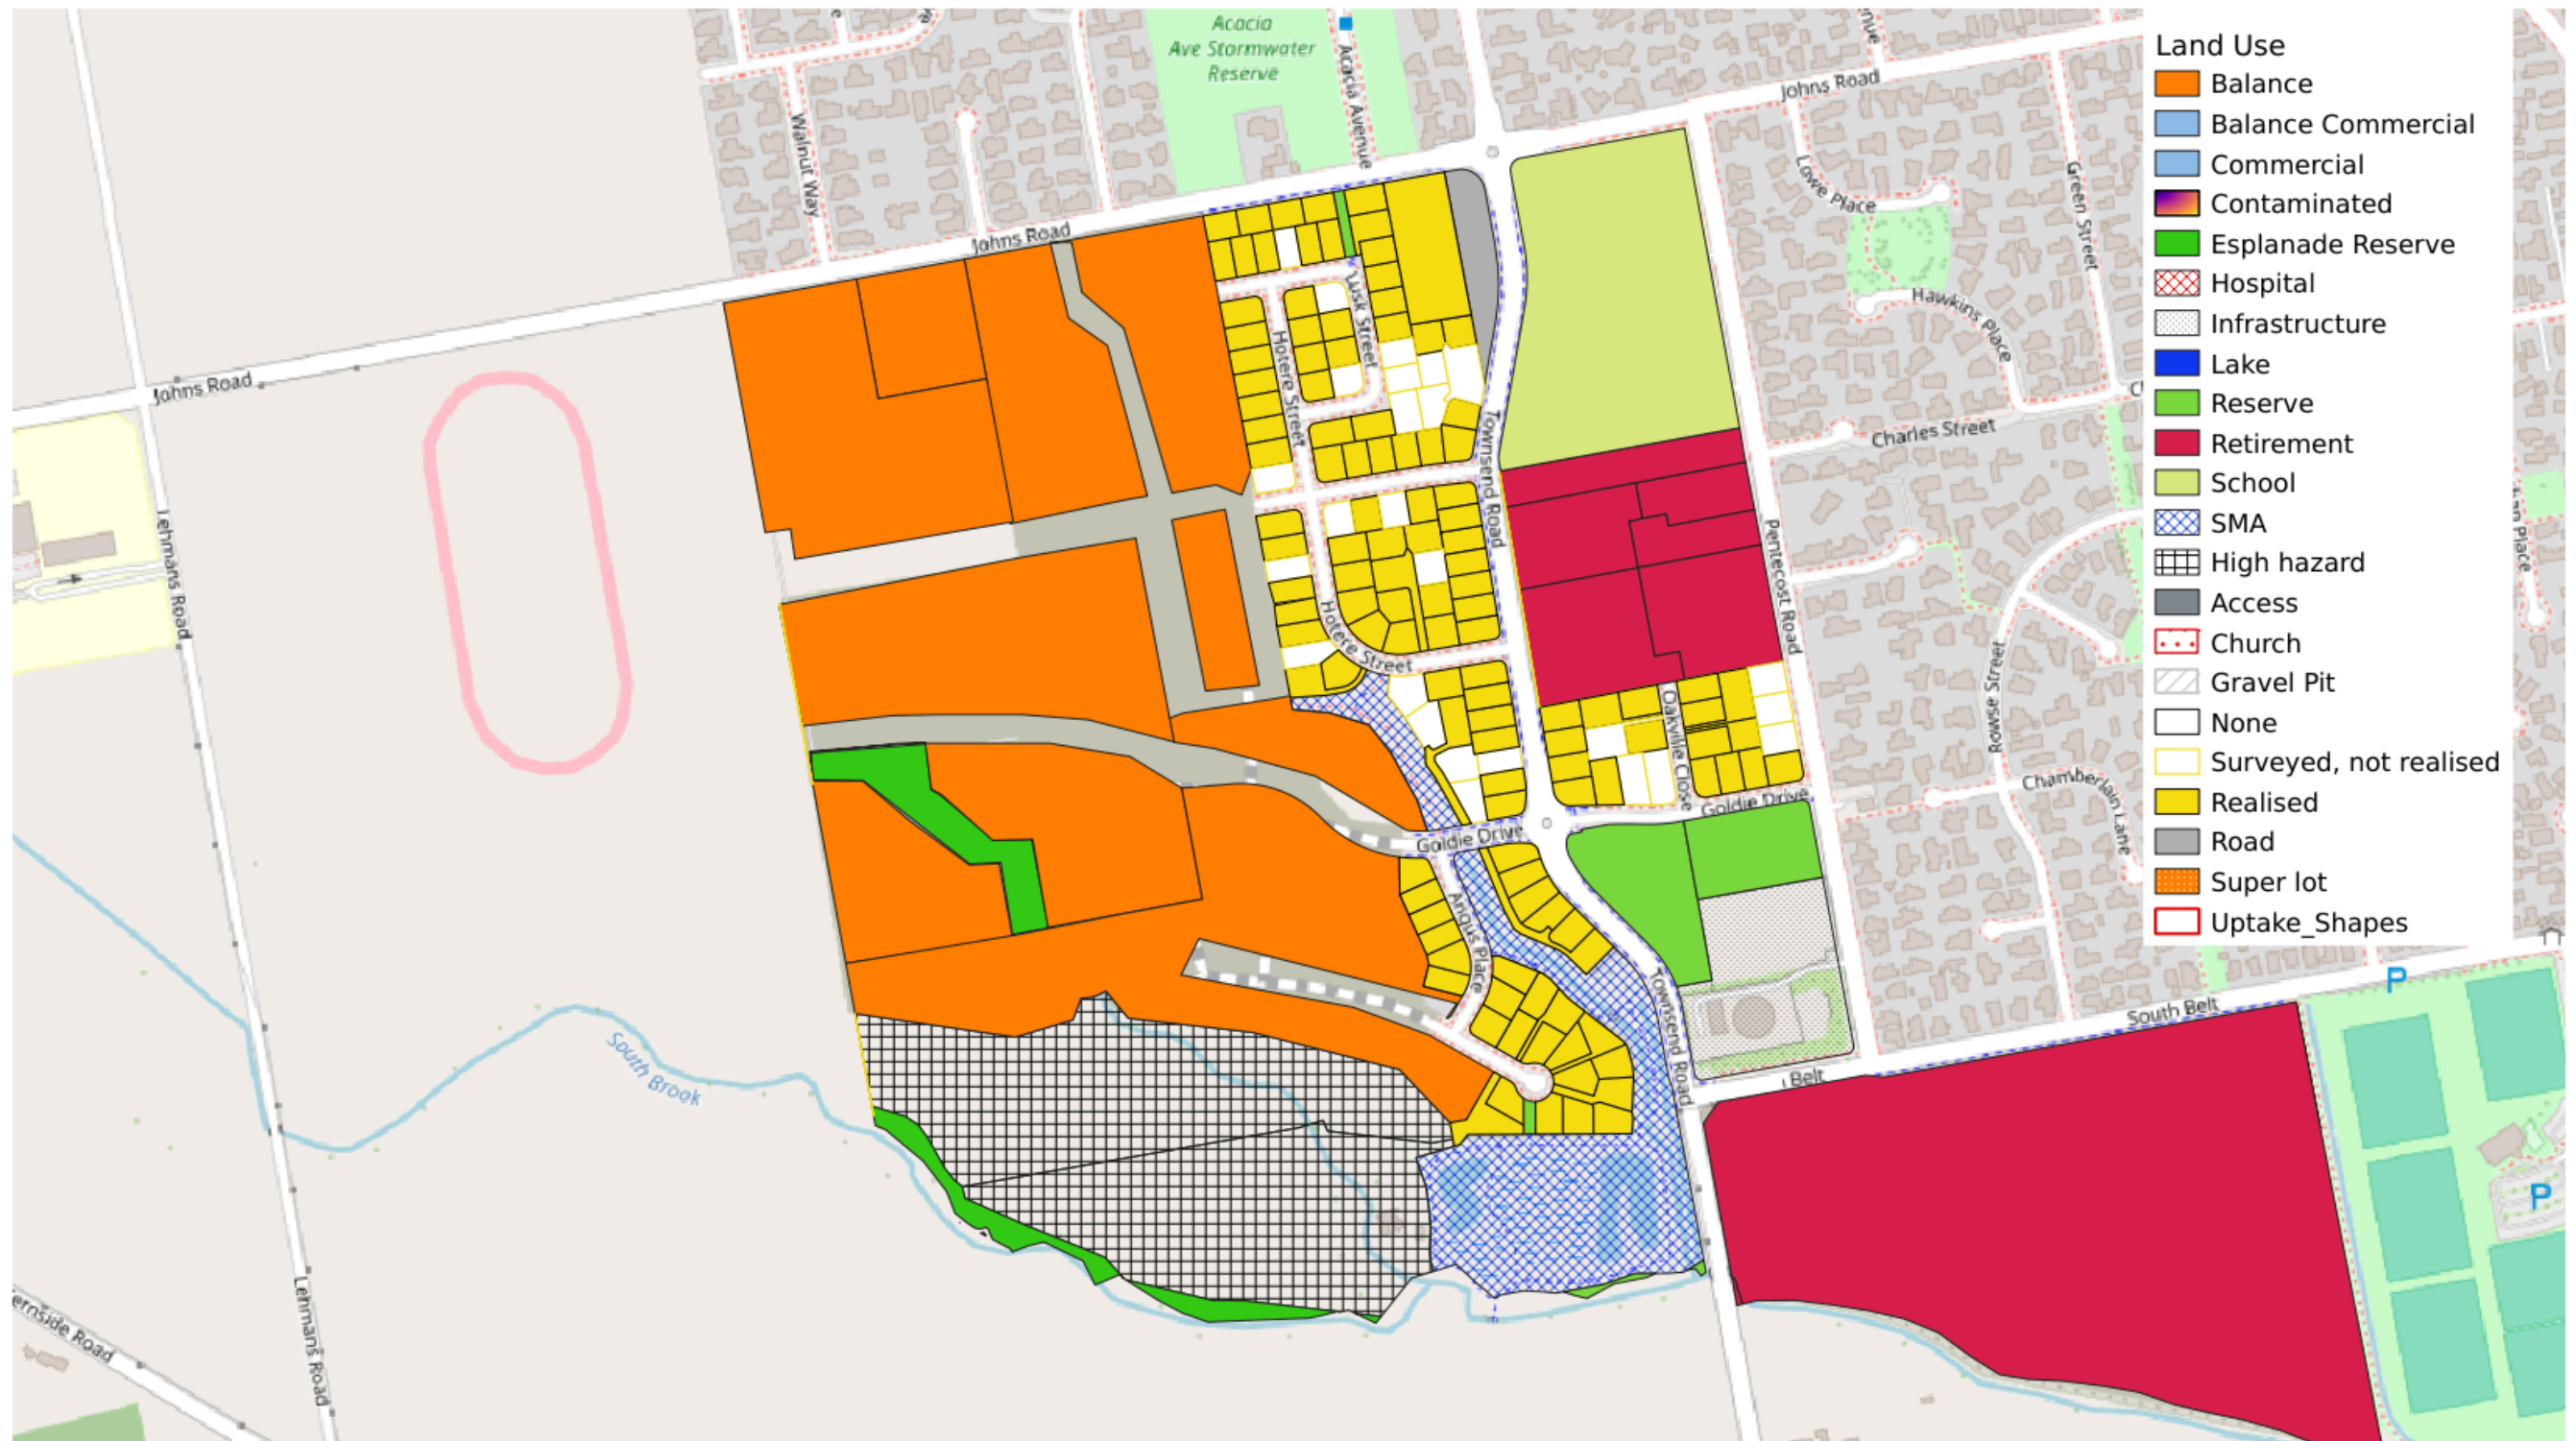 Acacia
Ave Stormwater
Reserve
Acacia Avenue
Walnut Way
Johns Road
Johns Road
Johns Road
Lowe Place
Green Street
Hawkins Place
Charles Street
Pentecost Road
Rowse Street
Chamberlain Lane
Lusk Street
Hotere Street
Townsend Road
Hotere Street
Oakville Close
Goldie Drive
Goldie Drive
Angus Place
Townsend Road
South Belt
Belt
Lehmans Road
Lehmans Road
South Brook
ernside Road
P
P
Land Use
Balance
Balance Commercial
Commercial
Contaminated
Esplanade Reserve
Hospital
Infrastructure
Lake
Reserve
Retirement
School
SMA
High hazard
Access
Church
Gravel Pit
None
Surveyed, not realised
Realised
Road
Super lot
Uptake_Shapes